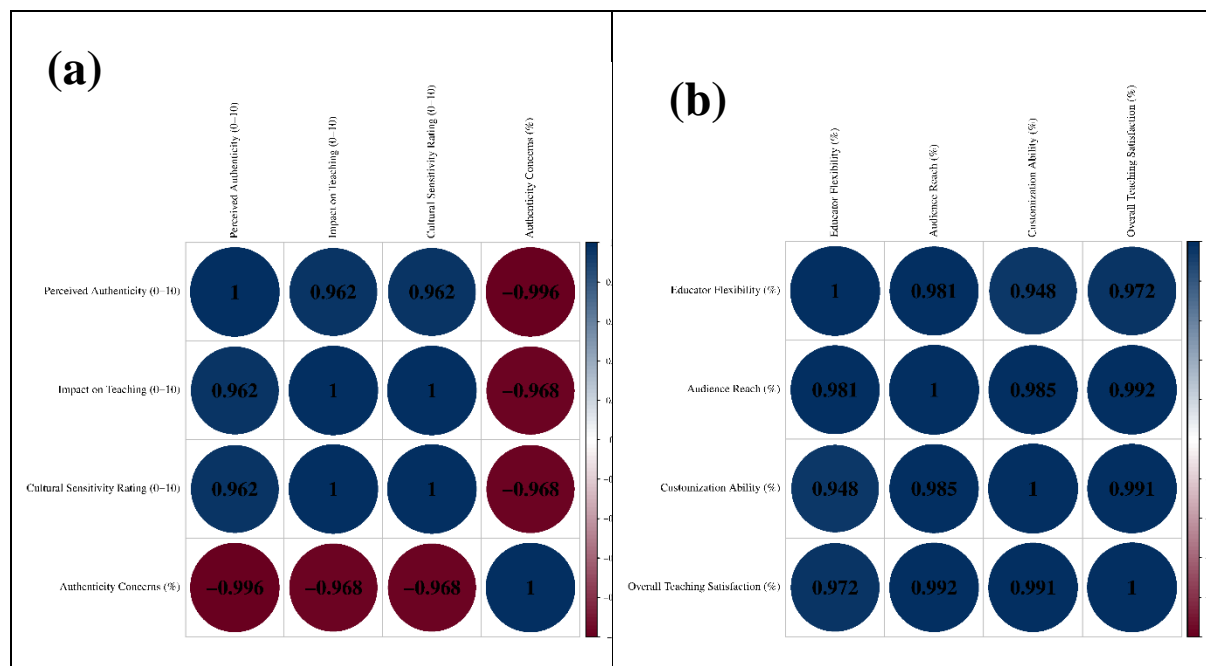 (a)
Perceived Authenticity (0−10)
Impact on Teaching (0−10)
Cultural Sensitivity Rating (0−10)
Authenticity Concerns (%)
Perceived Authenticity (0−10) 1 0.962 0.962 −0.996
Impact on Teaching (0−10) 0.962 1 1 −0.968
Cultural Sensitivity Rating (0−10) 0.962 1 1 −0.968
Authenticity Concerns (%) −0.996 −0.968 −0.968 1
(b)
Educator Flexibility (%)
Audience Reach (%)
Customization Ability (%)
Overall Teaching Satisfaction (%)
Educator Flexibility (%) 1 0.981 0.948 0.972
Audience Reach (%) 0.981 1 0.985 0.992
Customization Ability (%) 0.948 0.985 1 0.991
Overall Teaching Satisfaction (%) 0.972 0.992 0.991 1